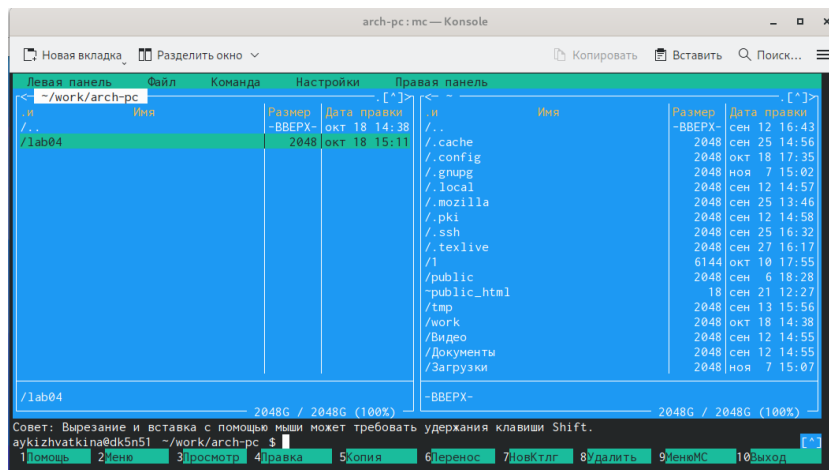 arch-pc : mc — Konsole
Новая вкладка Разделить окно Копировать Вставить Поиск...
Левая панель Файл Команда Настройки Правая панель
<─ ~/work/arch-pc .[^]>
.и Имя Размер Дата правки
/.. -ВВЕРХ- окт 18 14:38
/lab04 2048 окт 18 15:11
/lab04
2048G / 2048G (100%)
<─ ~ .[^]>
.и Имя Размер Дата правки
/.. -ВВЕРХ- сен 12 16:43
/.cache 2048 сен 25 14:56
/.config 2048 окт 18 17:35
/.gnupg 2048 ноя 7 15:02
/.local 2048 сен 12 14:57
/.mozilla 2048 сен 25 13:46
/.pki 2048 сен 12 14:58
/.ssh 2048 сен 25 16:32
/.texlive 2048 сен 27 16:17
/1 6144 окт 10 17:55
/public 2048 сен 6 18:28
~public_html 18 сен 21 12:27
/tmp 2048 сен 13 15:56
/work 2048 окт 18 14:38
/Видео 2048 сен 12 14:55
/Документы 2048 сен 12 14:55
/Загрузки 2048 ноя 7 15:07
-ВВЕРХ-
2048G / 2048G (100%)
Совет: Вырезание и вставка с помощью мыши может требовать удержания клавиши Shift.
aykizhvatkina@dk5n51 ~/work/arch-pc $ [^]
1Помощь 2Меню 3Просмотр 4Правка 5Копия 6Перенос 7НовКтлг 8Удалить 9МенюМС 10Выход